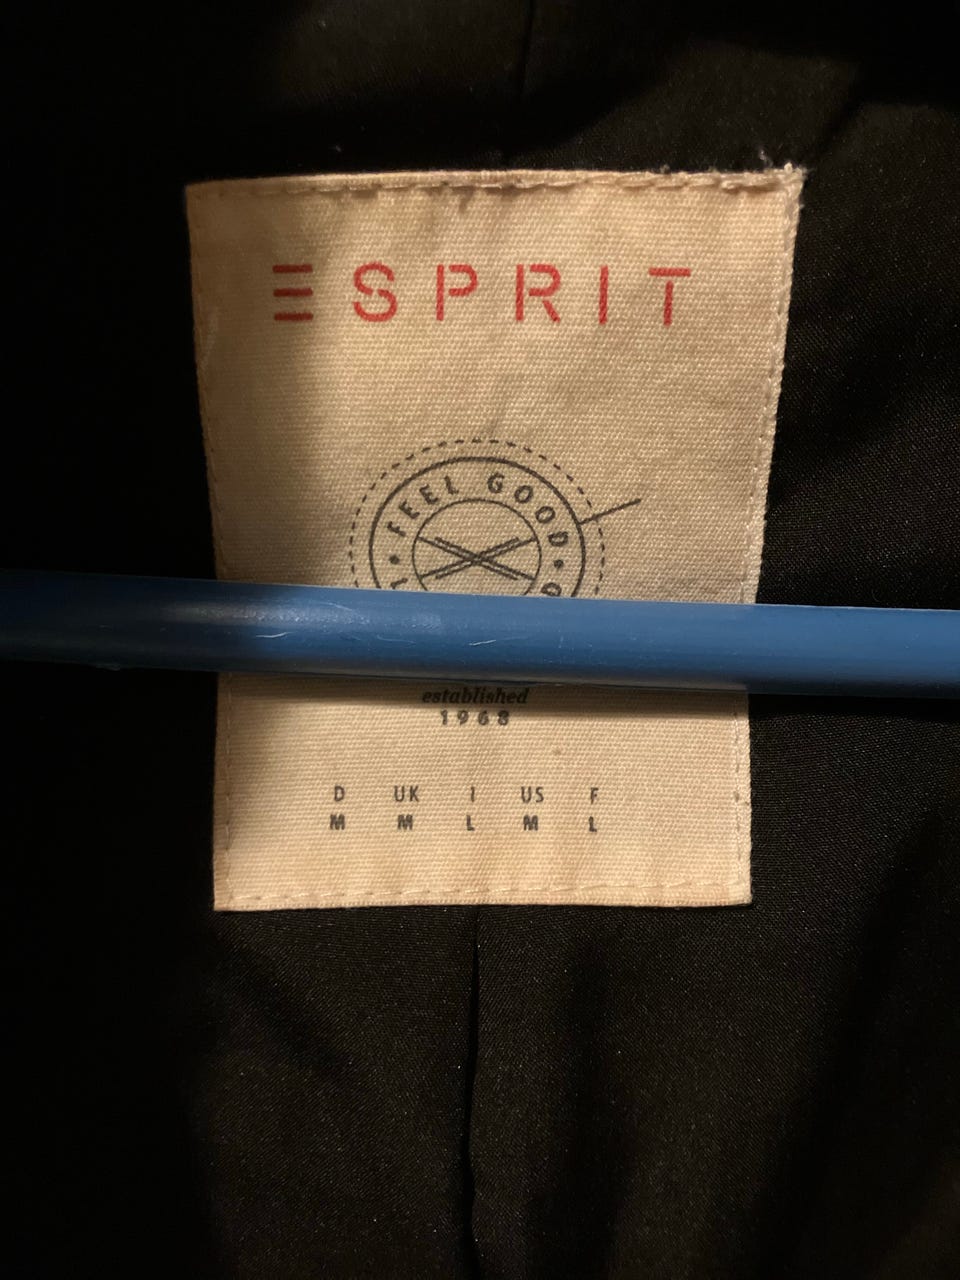 ESPRIT
FEEL GOOD
established
1968
D UK I US F
M M L M L